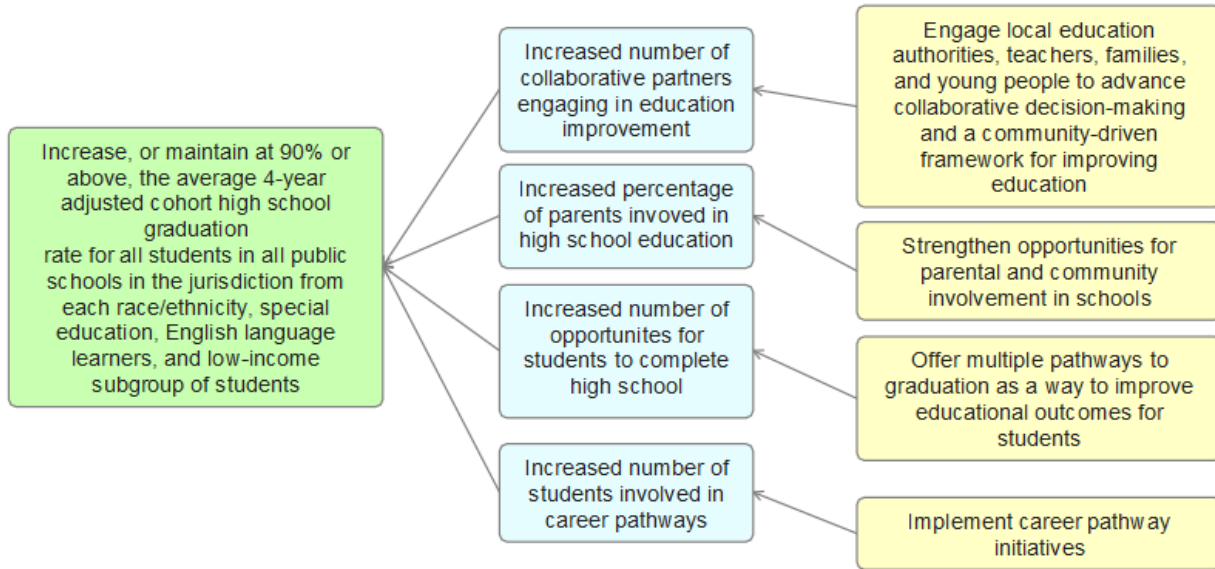 Increase, or maintain at 90% or
above, the average 4-year
adjusted cohort high school
graduation
rate for all students in all public
schools in the jurisdiction from
each race/ethnicity, special
education, English language
learners, and low-income
subgroup of students
Increased number of
collaborative partners
engaging in education
improvement
Increased percentage
of parents invoved in
high school education
Increased number of
opportunites for
students to complete
high school
Increased number of
students involved in
career pathways
Engage local education
authorities, teachers, families,
and young people to advance
collaborative decision-making
and a community-driven
framework for improving
education
Strengthen opportunities for
parental and community
involvement in schools
Offer multiple pathways to
graduation as a way to improve
educational outcomes for
students
Implement career pathway
initiatives